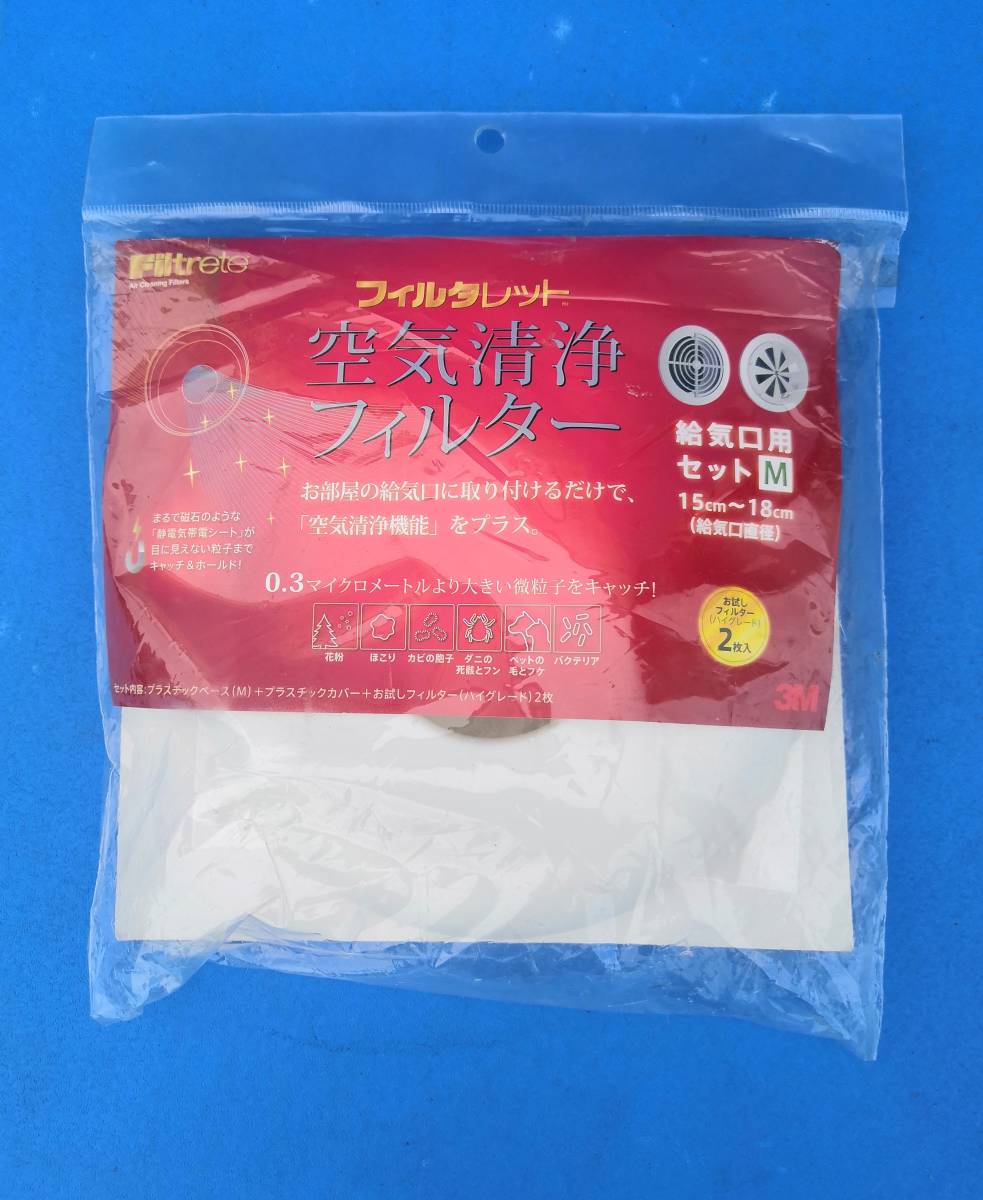 Filtrete
Air Cleaning Filters
フィルタレット
空気清浄
フィルター
給気口用
セット M
15cm～18cm
(給気口直径)
お部屋の給気口に取り付けるだけで、
「空気清浄機能」をプラス。
まるで磁石のような
「静電気帯電シート」が
目に見えない粒子まで
キャッチ&ホールド!
0.3マイクロメートルより大きい微粒子をキャッチ!
花粉
ほこり
カビの胞子
ダニの
死骸とフン
ペットの
毛とフケ
バクテリア
お試し
フィルター
(ハイグレード)
2枚入
セット内容:プラスチックベース(M)+プラスチックカバー+お試しフィルター(ハイグレード)2枚
3M